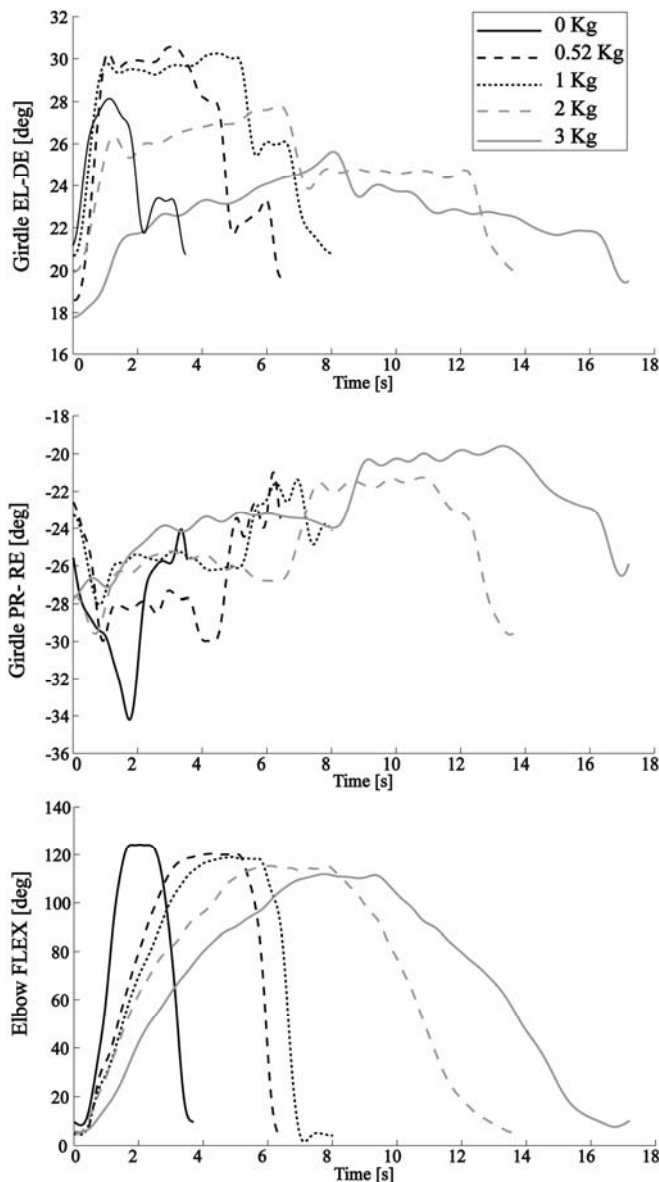 0 Kg
0.52 Kg
1 Kg
2 Kg
3 Kg
Girdle EL-DE [deg]
32
30
28
26
24
22
20
18
16
0 2 4 6 8 10 12 14 16 18
Time [s]
Girdle PR- RE [deg]
-18
-20
-22
-24
-26
-28
-30
-32
-34
-36
0 2 4 6 8 10 12 14 16 18
Time [s]
Elbow FLEX [deg]
140
120
100
80
60
40
20
0
0 2 4 6 8 10 12 14 16 18
Time [s]